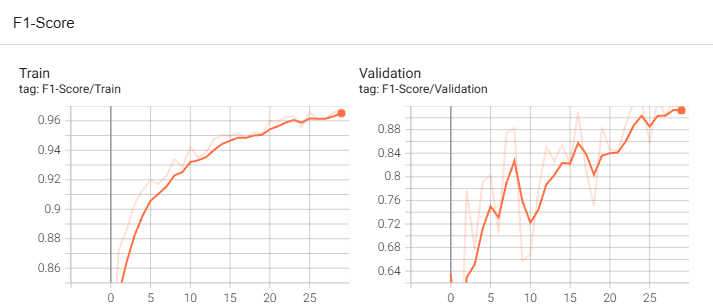 F1-Score
Train
tag: F1-Score/Train
0.96
0.94
0.92
0.9
0.88
0.86
0 5 10 15 20 25
Validation
tag: F1-Score/Validation
0.88
0.84
0.8
0.76
0.72
0.68
0.64
0 5 10 15 20 25